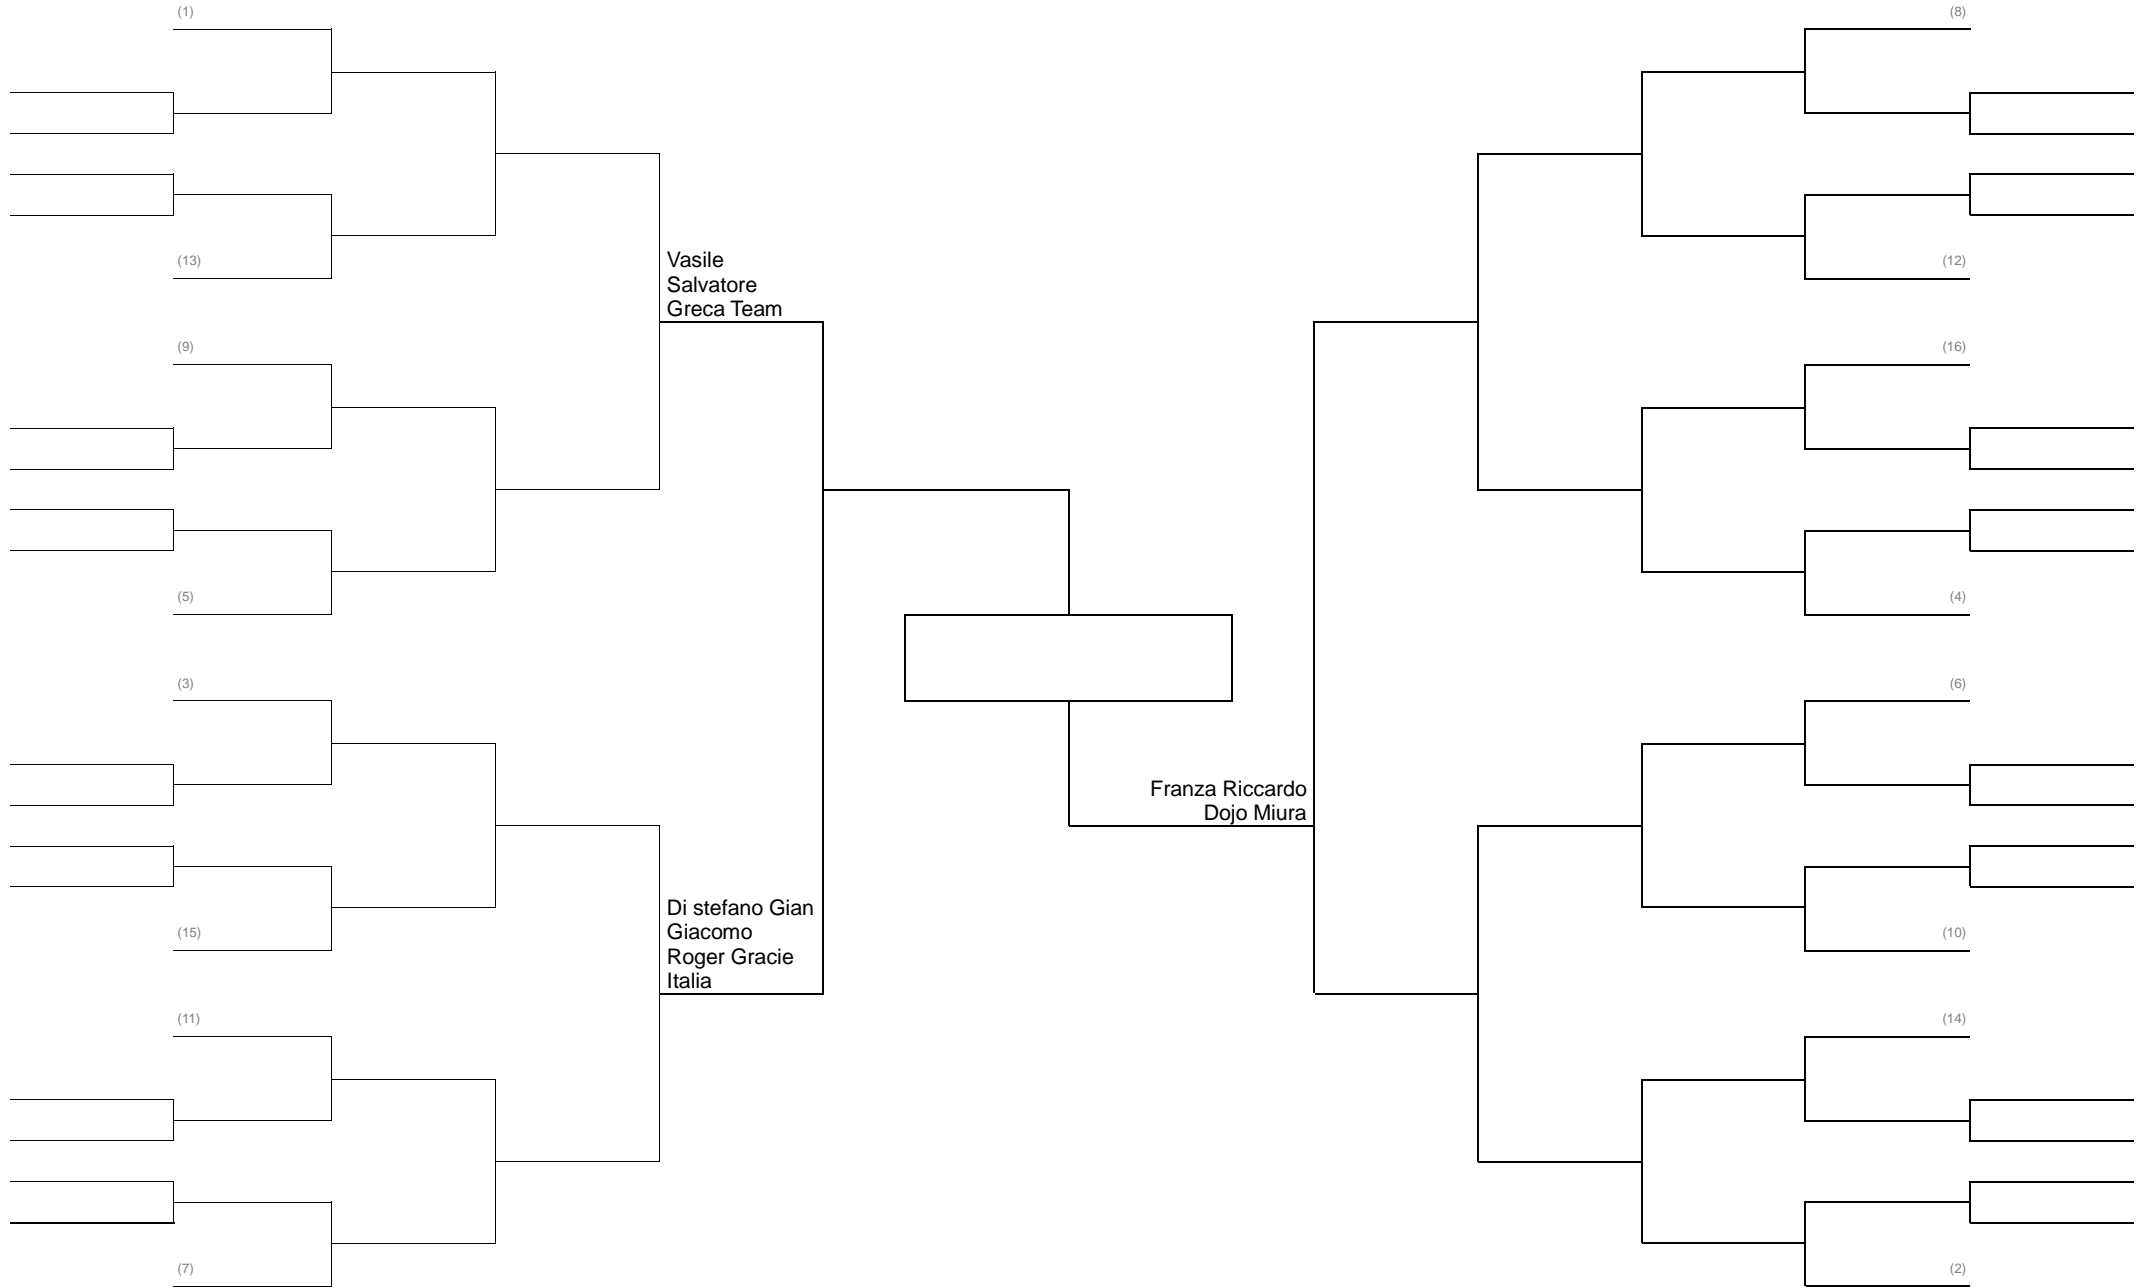 (1)
(8)
(13)
Vasile
Salvatore
Greca Team
(12)
(9)
(16)
(5)
(4)
(3)
(6)
Franza Riccardo
Dojo Miura
Di stefano Gian
Giacomo
Roger Gracie
Italia
(15)
(10)
(11)
(14)
(7)
(2)